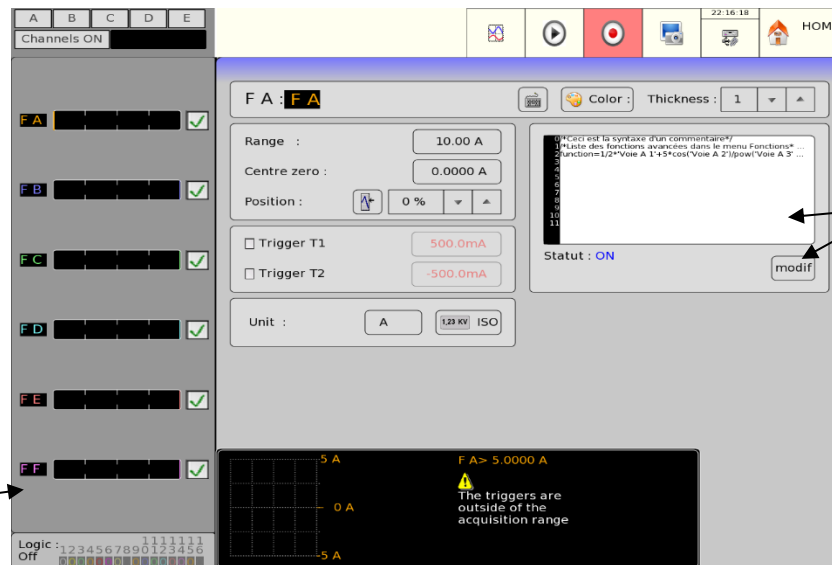 A B C D E
Channels ON
22:16:18
HOM
F A : F A
Color :
Thickness : 1
F A
F B
F C
F D
F E
F F
Range : 10.00 A
Centre zero : 0.0000 A
Position : 0 %
Trigger T1 500.0mA
Trigger T2 -500.0mA
Unit : A 1,23 KV ISO
0 /*Ceci est la syntaxe d'un commentaire*/
1 /*Liste des fonctions avancées dans le menu Fonctions* ...
2 function=1/2*'Voie A 1'+5*cos('Voie A 2')/pow('Voie A 3' ...
3
4
5
6
7
8
9
10
11
Statut : ON
modif
5 A
0 A
-5 A
F A> 5.0000 A
The triggers are
outside of the
acquisition range
Logic : 1111111
Off 1234567890123456